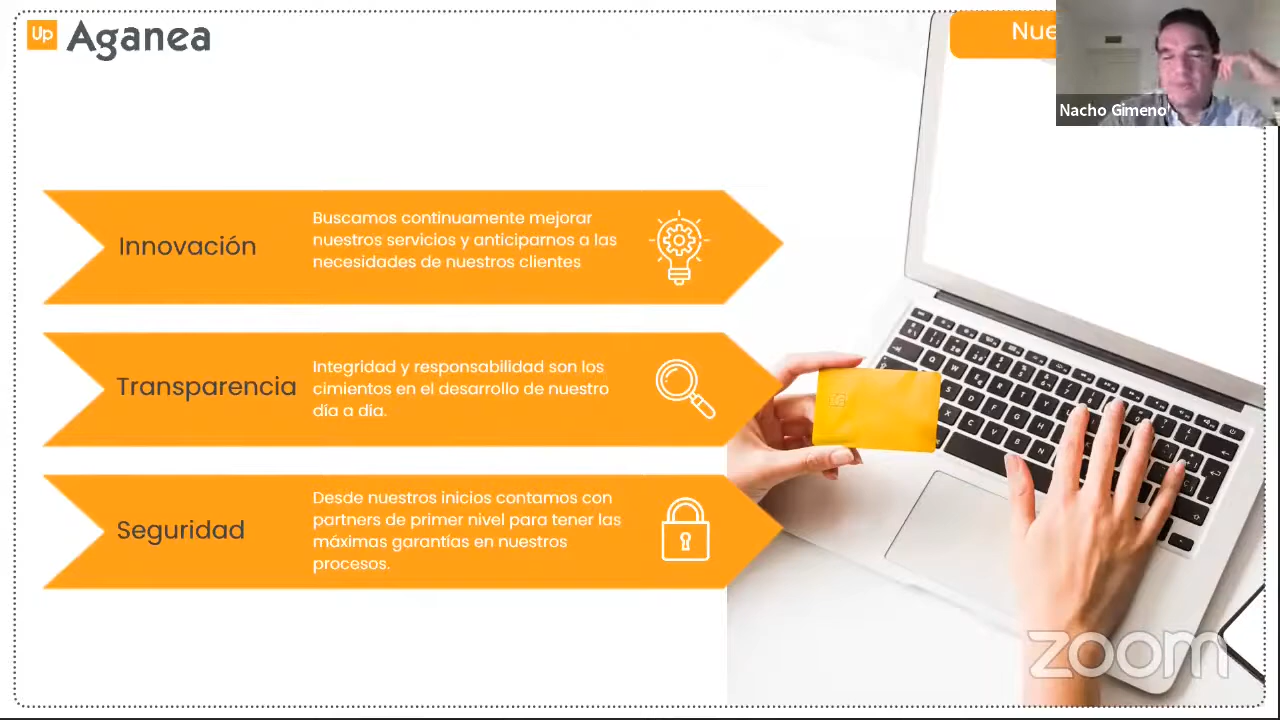 Up Aganea
Nue
Nacho Gimeno
Innovación
Buscamos continuamente mejorar
nuestros servicios y anticiparnos a las
necesidades de nuestros clientes
Transparencia
Integridad y responsabilidad son los
cimientos en el desarrollo de nuestro
día a día.
Seguridad
Desde nuestros inicios contamos con
partners de primer nivel para tener las
máximas garantías en nuestros
procesos.
zoom